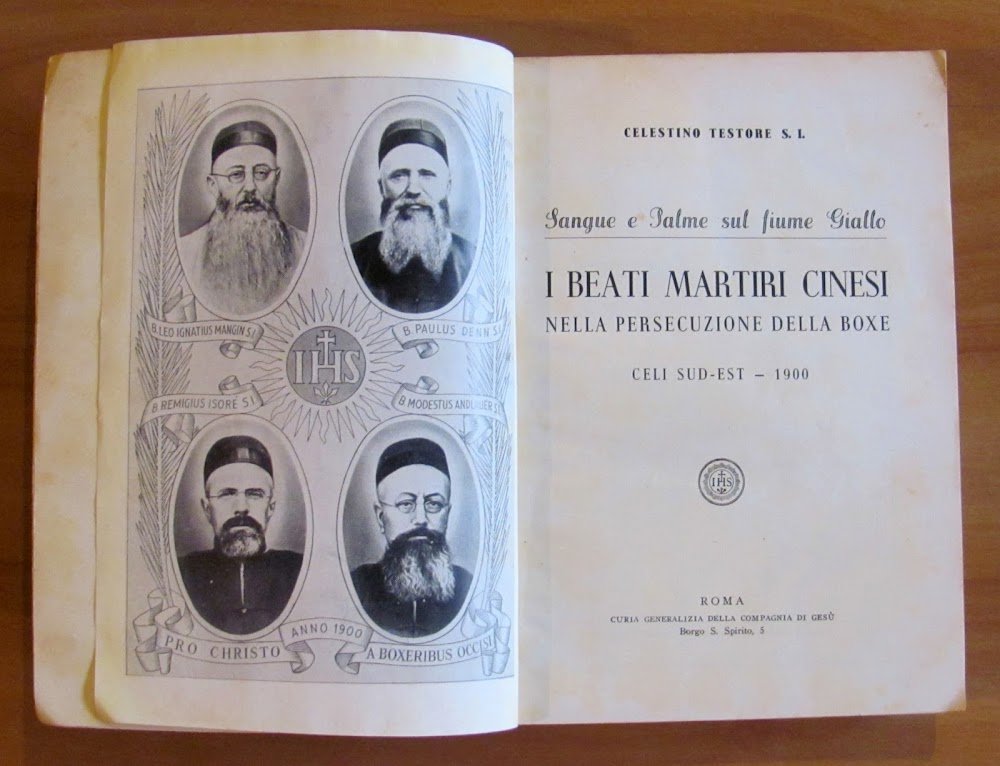 B. LEO IGNATIUS MANGIN S.I.
B. PAULUS DENN S.I.
IHS
B. REMIGIUS ISORE S.I.
B. MODESTUS ANDLAUER S.I.
ANNO 1900
PRO CHRISTO
A BOXERIBUS OCCISI
CELESTINO TESTORE S. I.
Sangue e Palme sul fiume Giallo
I BEATI MARTIRI CINESI
NELLA PERSECUZIONE DELLA BOXE
CELI SUD-EST – 1900
IHS
ROMA
CURIA GENERALIZIA DELLA COMPAGNIA DI GESÙ
Borgo S. Spirito, 5